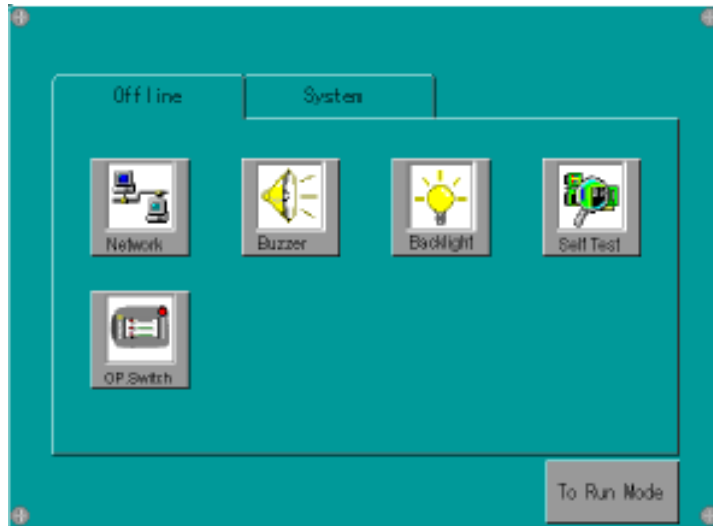 Offline
System
Network
Buzzer
Backlight
Self Test
OP.Switch
To Run Mode